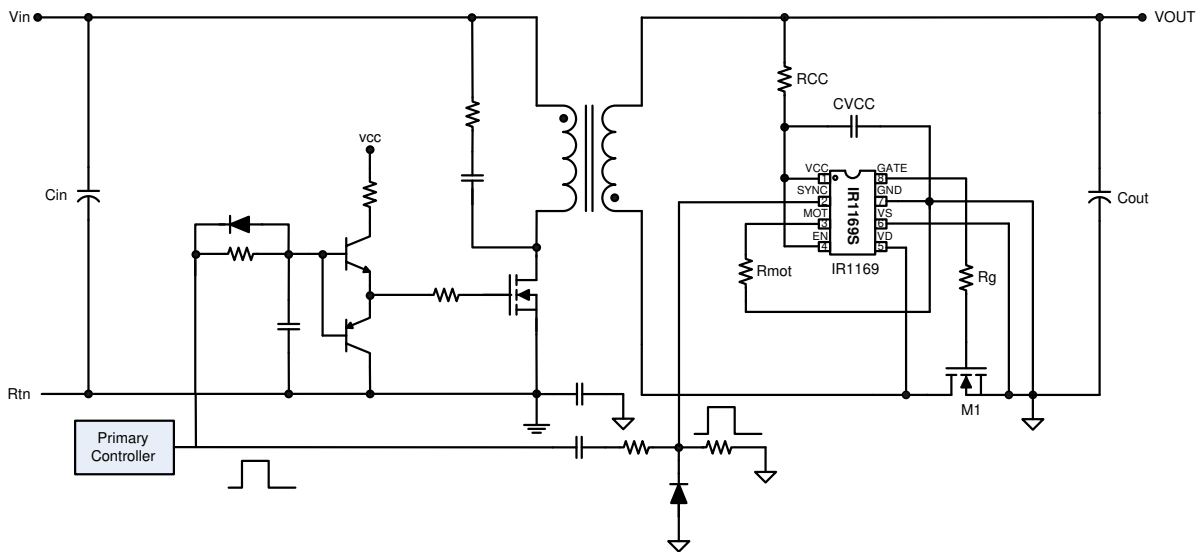 Vin
VOUT
RCC
CVCC
vcc
VCC
GATE
1
8
SYNC
GND
2
7
MOT
VS
3
6
EN
VD
4
5
IR1169S
IR1169
Cin
Cout
Rmot
Rg
Rtn
M1
Primary
Controller